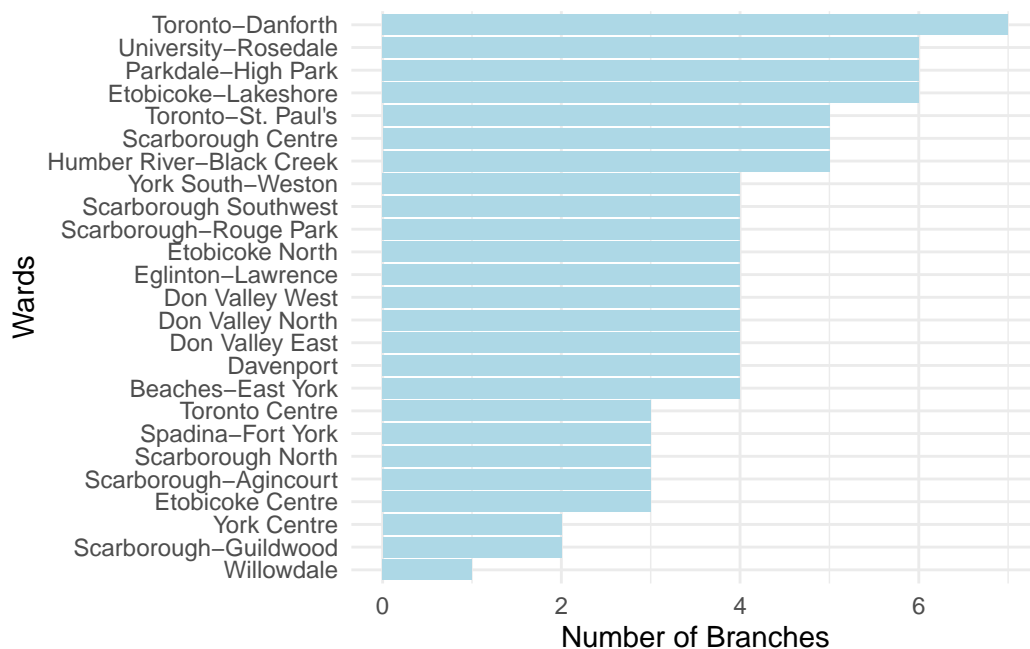 Toronto−Danforth
University−Rosedale
Parkdale−High Park
Etobicoke−Lakeshore
Toronto−St. Paul's
Scarborough Centre
Humber River−Black Creek
York South−Weston
Scarborough Southwest
Scarborough−Rouge Park
Etobicoke North
Eglinton−Lawrence
Don Valley West
Don Valley North
Don Valley East
Davenport
Beaches−East York
Toronto Centre
Spadina−Fort York
Scarborough North
Scarborough−Agincourt
Etobicoke Centre
York Centre
Scarborough−Guildwood
Willowdale
Wards
0 2 4 6
Number of Branches